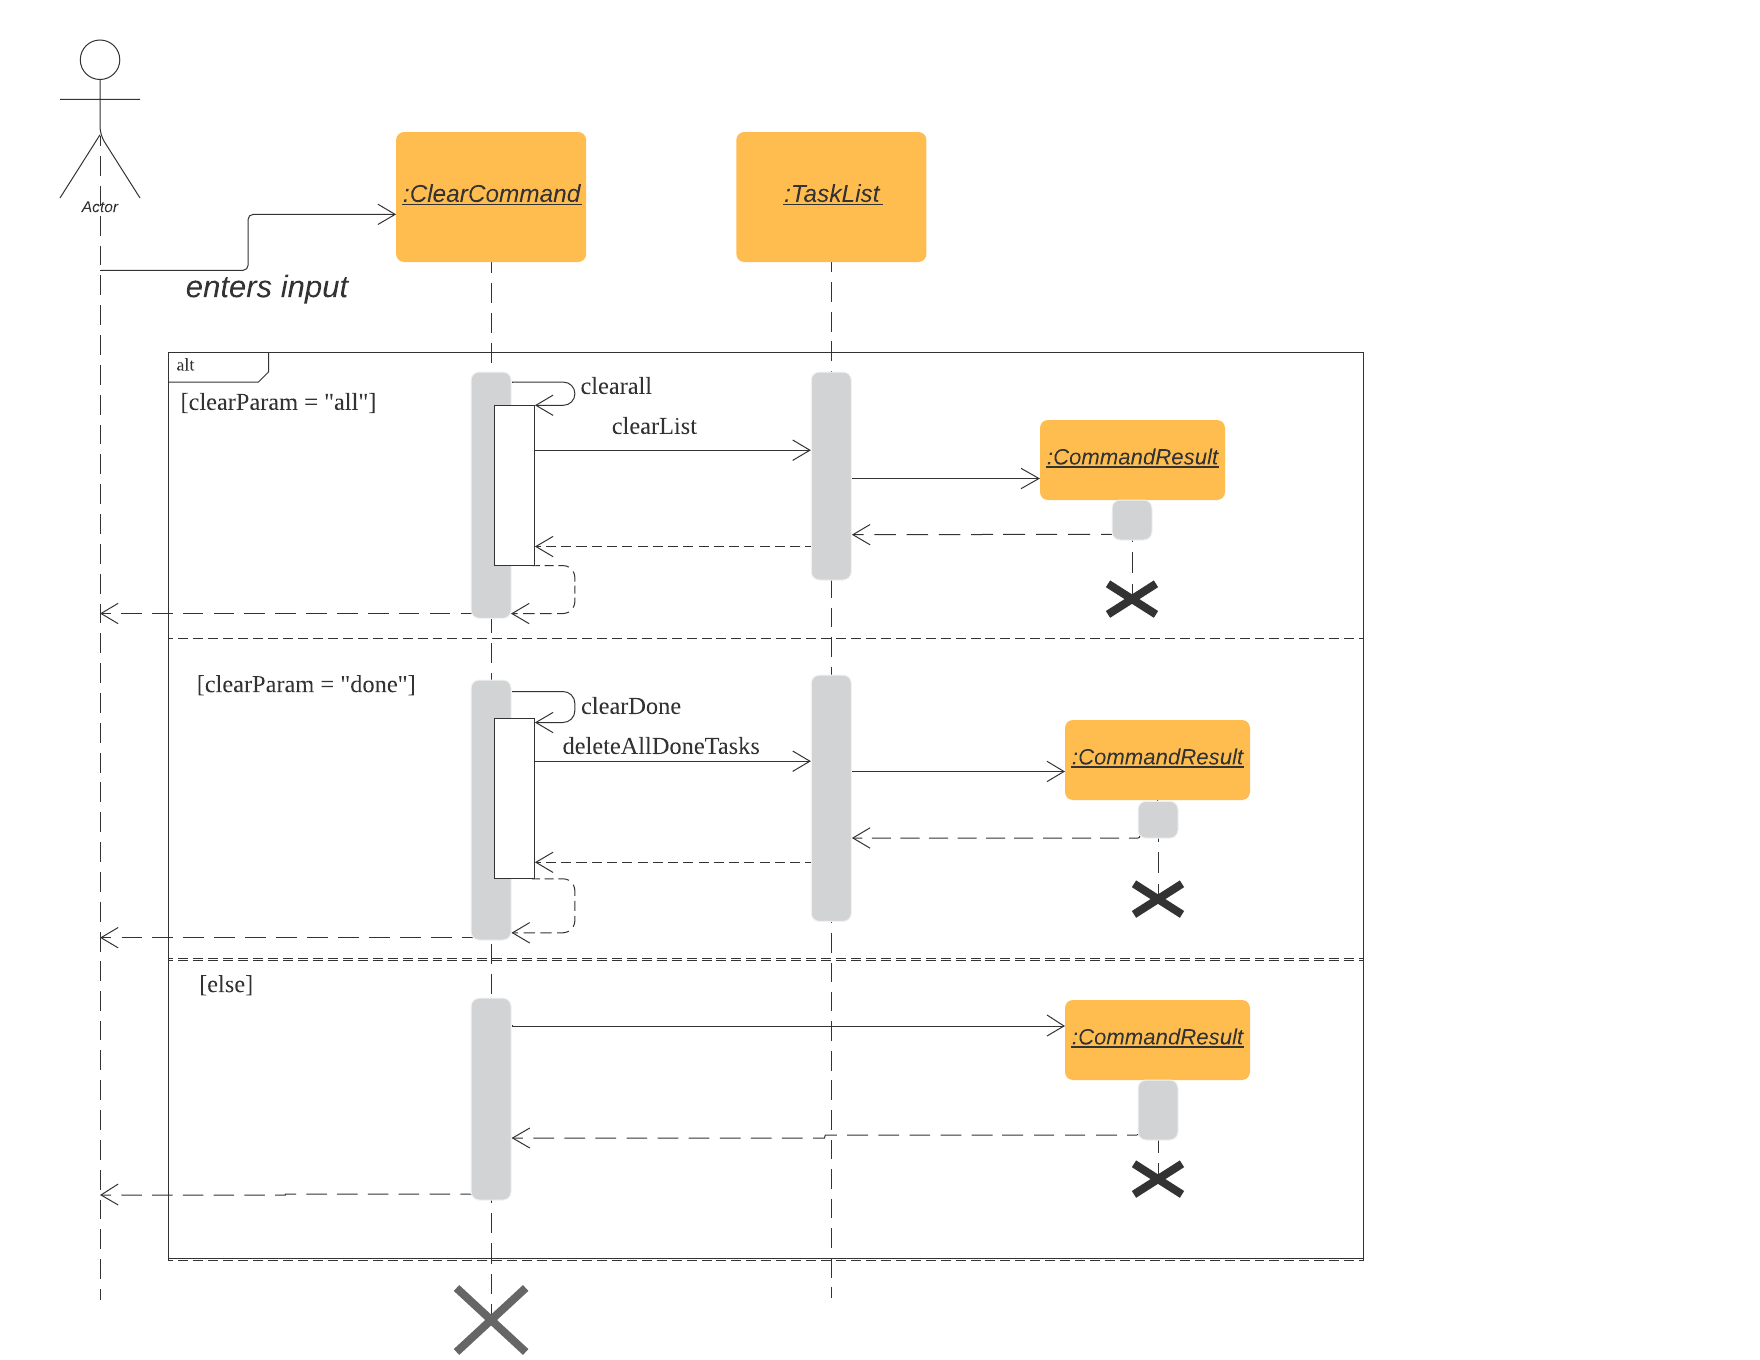 Actor
:ClearCommand
:TaskList
enters input
alt
[clearParam = "all"]
clearall
clearList
:CommandResult
[clearParam = "done"]
clearDone
deleteAllDoneTasks
:CommandResult
[else]
:CommandResult